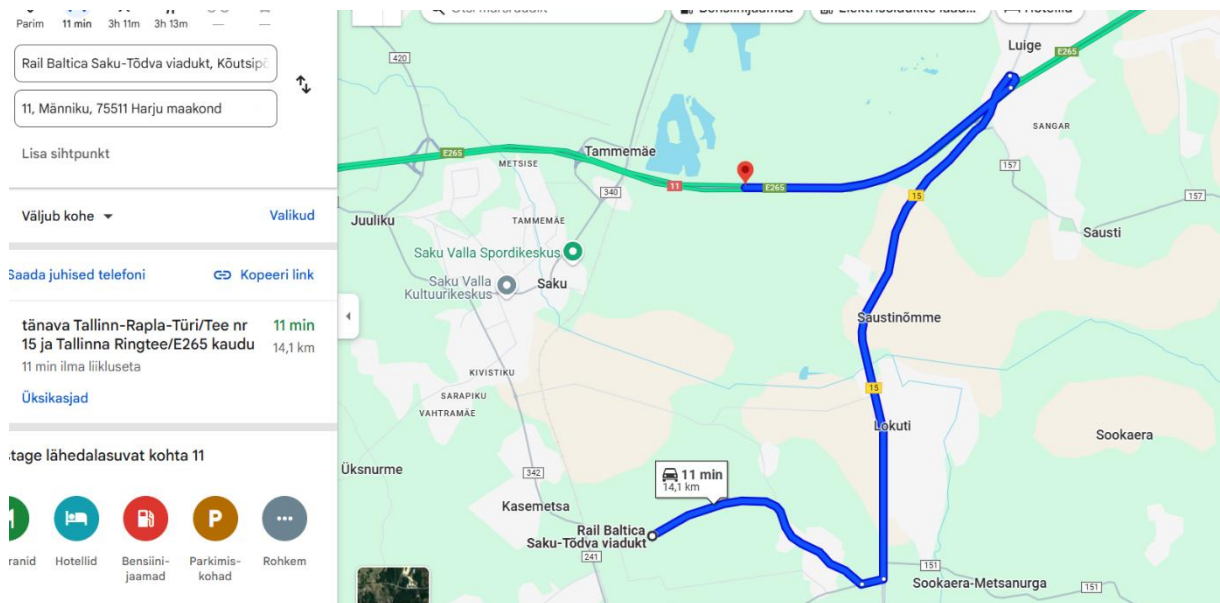 Parim 11 min 3h 11m 3h 13m
Rail Baltica Saku-Tõdva viadukt, Kõutsipõ
11, Männiku, 75511 Harju maakond
Lisa sihtpunkt
Väljub kohe
Valikud
Saada juhised telefoni
Kopeeri link
tänava Tallinn-Rapla-Türi/Tee nr
15 ja Tallinna Ringtee/E265 kaudu
11 min
14,1 km
11 min ilma liikluseta
Üksikasjad
tage lähedalasuvat kohta 11
ranid
Hotellid
Bensiini-
jaamad
Parkimis-
kohad
Rohkem
Luige
E265
420
SANGAR
Tammemäe
E265
METSISE
157
11
E265
340
15
157
Juuliku
TAMMEMÄE
Sausti
Saku Valla Spordikeskus
Saku Valla
Kultuurikeskus
Saku
Saustinõmme
KIVISTIKU
15
SARAPIKU
VAHTRAMÄE
Lokuti
Sookaera
Üksnurme
342
11 min
14,1 km
Kasemetsa
Rail Baltica
Saku-Tõdva viadukt
241
151
Sookaera-Metsanurga
151